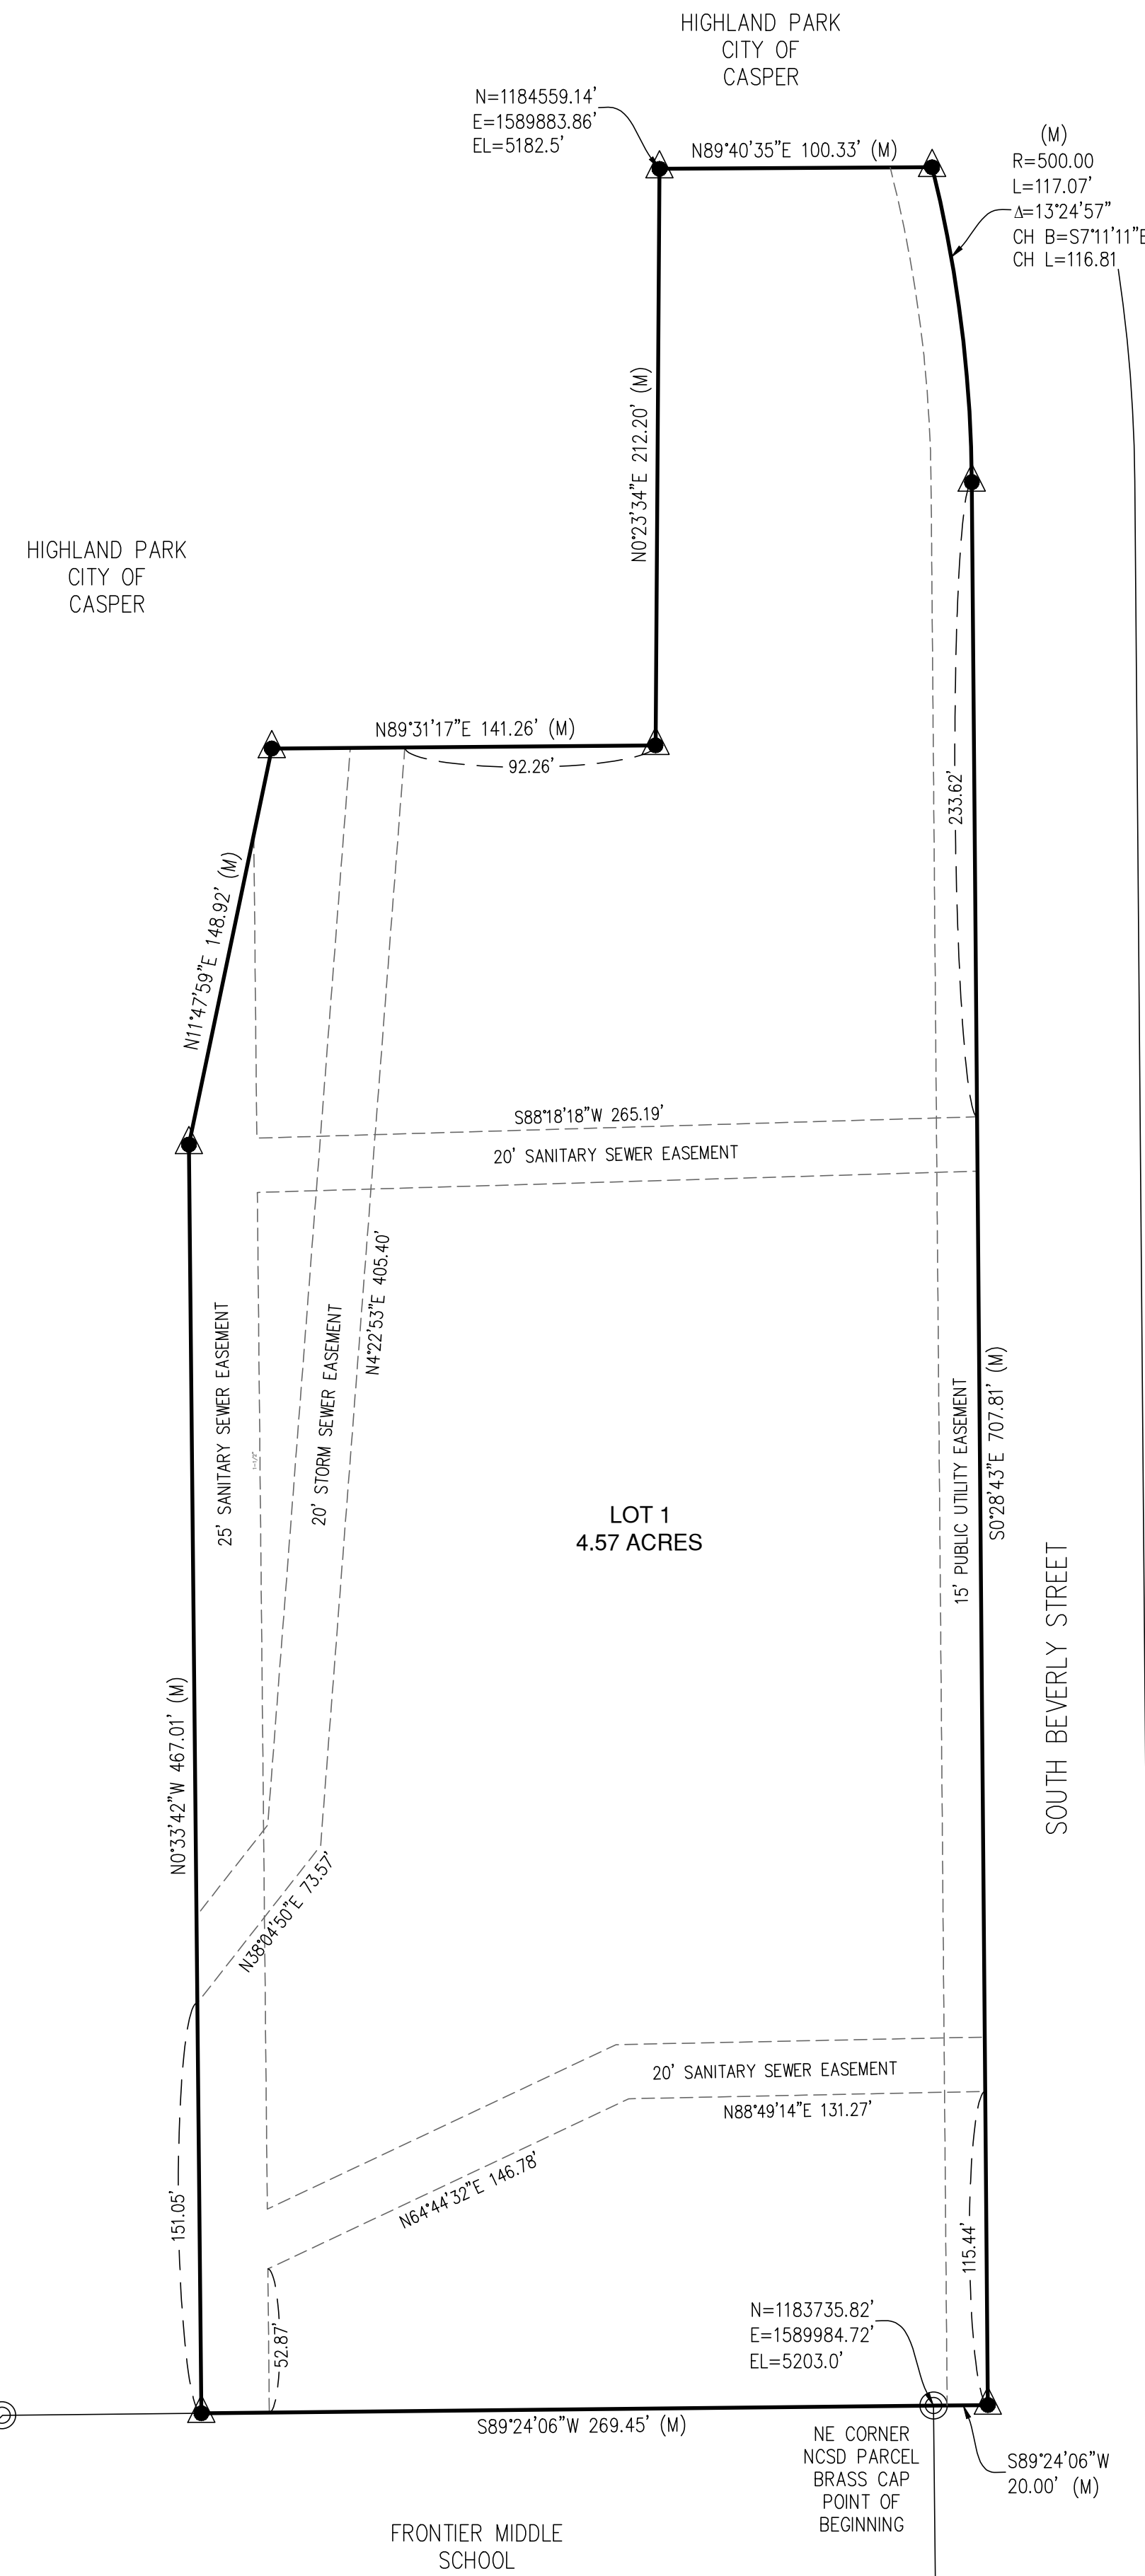 HIGHLAND PARK
CITY OF
CASPER
N=1184559.14'
E=1589883.86'
EL=5182.5'
N89°40'35"E 100.33' (M)
(M)
R=500.00
L=117.07'
Δ=13°24'57"
CH B=S7°11'11"E
CH L=116.81
N0°23'34"E 212.20' (M)
HIGHLAND PARK
CITY OF
CASPER
N89°31'17"E 141.26' (M)
92.26'
233.62'
N11°47'59"E 148.92' (M)
S88°18'18"W 265.19'
20' SANITARY SEWER EASEMENT
N4°22'53"E 405.40'
25' SANITARY SEWER EASEMENT
20' STORM SEWER EASEMENT
15' PUBLIC UTILITY EASEMENT
S0°28'43"E 707.81' (M)
LOT 1
4.57 ACRES
SOUTH BEVERLY STREET
N0°33'42"W 467.01' (M)
N38°04'50"E 73.57'
20' SANITARY SEWER EASEMENT
N88°49'14"E 131.27'
N64°44'32"E 146.78'
151.05'
115.44'
52.87'
N=1183735.82'
E=1589984.72'
EL=5203.0'
S89°24'06"W 269.45' (M)
NE CORNER
NCSD PARCEL
BRASS CAP
POINT OF
BEGINNING
S89°24'06"W
20.00' (M)
FRONTIER MIDDLE
SCHOOL